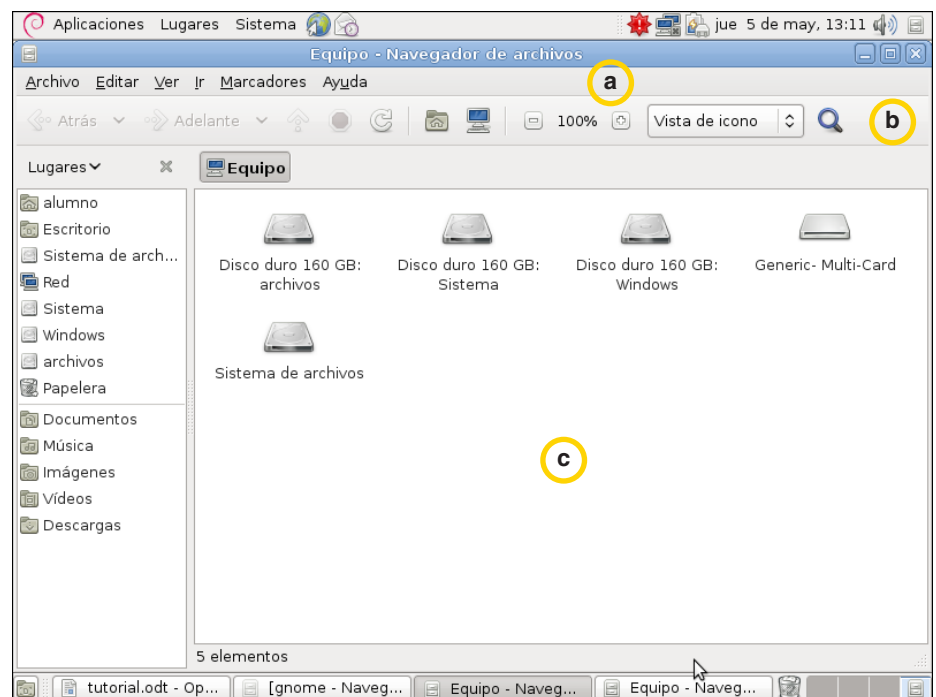 Aplicaciones Lugares Sistema jue 5 de may, 13:11
Equipo - Navegador de archivos
Archivo Editar Ver Ir Marcadores Ayuda
a
Atrás Adelante 100% Vista de icono
b
Lugares Equipo
alumno
Escritorio
Sistema de arch...
Red
Sistema
Windows
archivos
Papelera
Documentos
Música
Imágenes
Vídeos
Descargas
Disco duro 160 GB:
archivos
Disco duro 160 GB:
Sistema
Disco duro 160 GB:
Windows
Generic- Multi-Card
Sistema de archivos
c
5 elementos
tutorial.odt - Op... [gnome - Naveg... Equipo - Naveg... Equipo - Naveg...